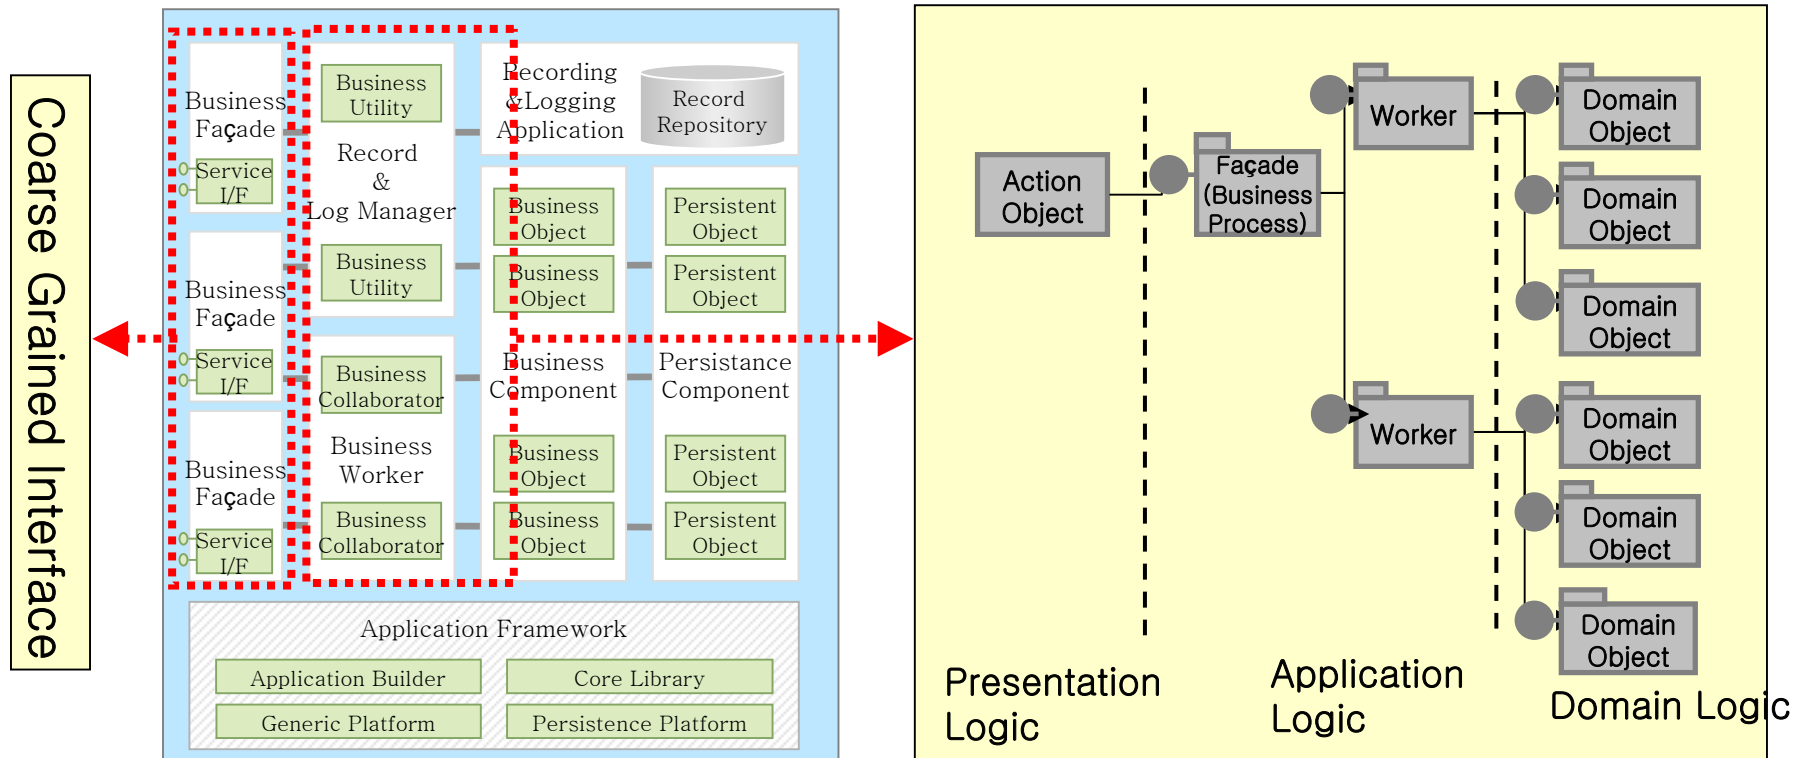 Coarse Grained Interface
Business
Façade
Service
I/F
Business
Façade
Service
I/F
Business
Façade
Service
I/F
Business
Utility
Record
&
Log Manager
Business
Utility
Business
Collaborator
Business
Worker
Business
Collaborator
Recording
&Logging
Application
Record
Repository
Business
Object
Business
Object
Business
Component
Business
Object
Business
Object
Persistent
Object
Persistent
Object
Persistance
Component
Persistent
Object
Persistent
Object
Application Framework
Application Builder
Core Library
Generic Platform
Persistence Platform
Action
Object
Façade
(Business
Process)
Worker
Worker
Domain
Object
Domain
Object
Domain
Object
Domain
Object
Domain
Object
Domain
Object
Presentation
Logic
Application
Logic
Domain Logic